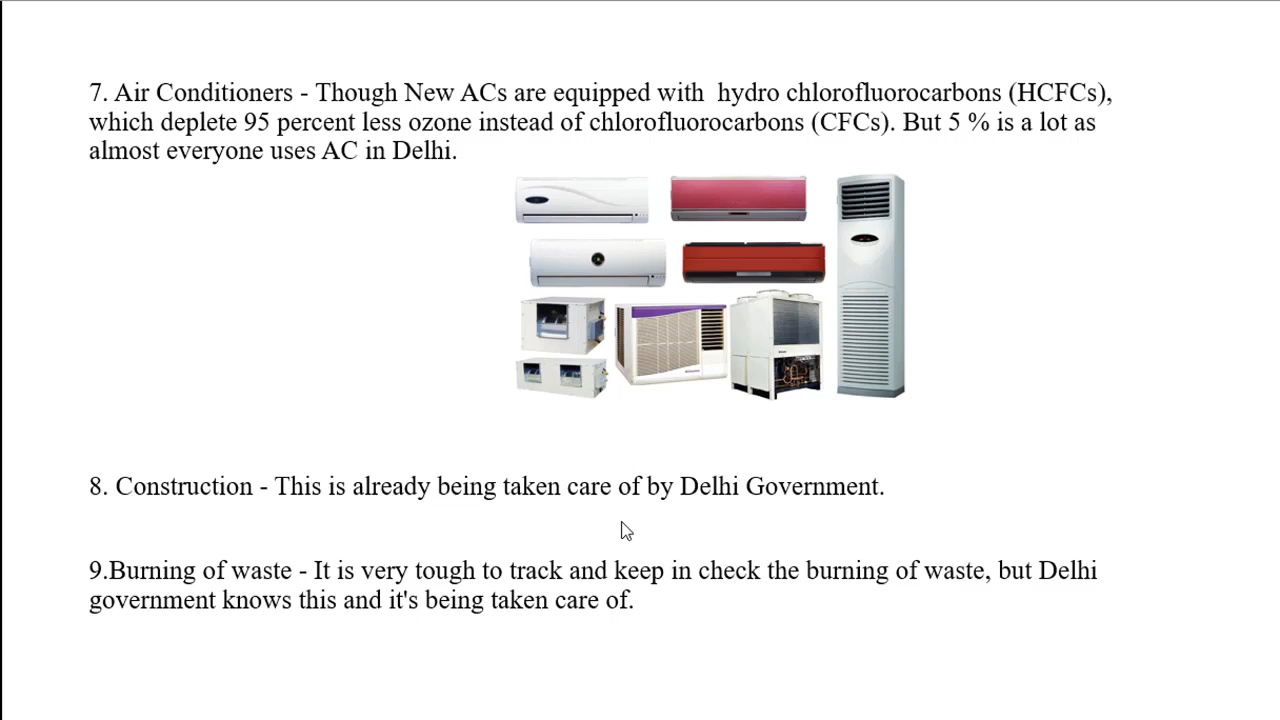 7. Air Conditioners - Though New ACs are equipped with  hydro chlorofluorocarbons (HCFCs),
which deplete 95 percent less ozone instead of chlorofluorocarbons (CFCs). But 5 % is a lot as
almost everyone uses AC in Delhi.
8. Construction - This is already being taken care of by Delhi Government.
9.Burning of waste - It is very tough to track and keep in check the burning of waste, but Delhi
government knows this and it's being taken care of.